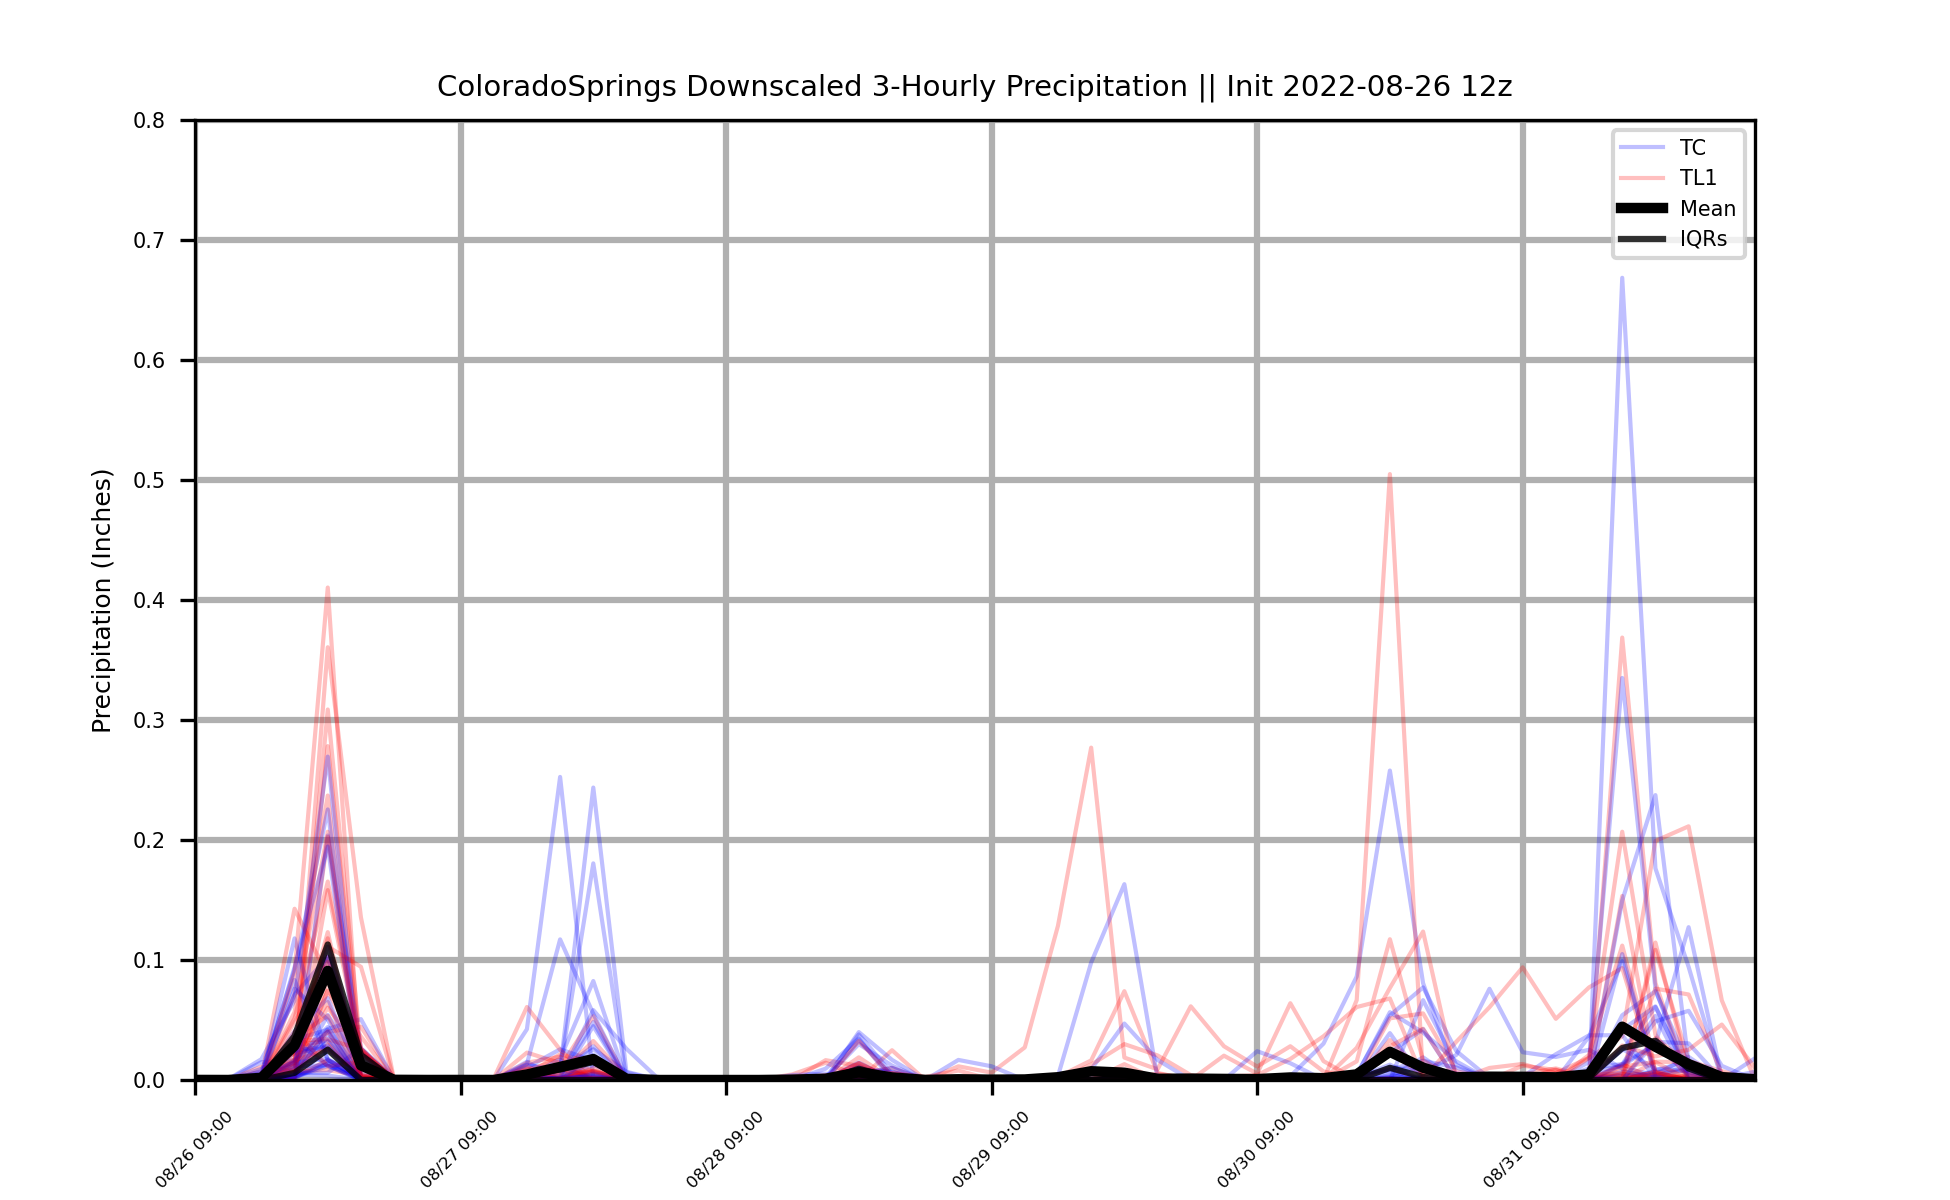 ColoradoSprings Downscaled 3-Hourly Precipitation || Init 2022-08-26 12z
TC
TL1
Mean
IQRs
Precipitation (Inches)
0.8
0.7
0.6
0.5
0.4
0.3
0.2
0.1
0.0
08/26 09:00
08/27 09:00
08/28 09:00
08/29 09:00
08/30 09:00
08/31 09:00